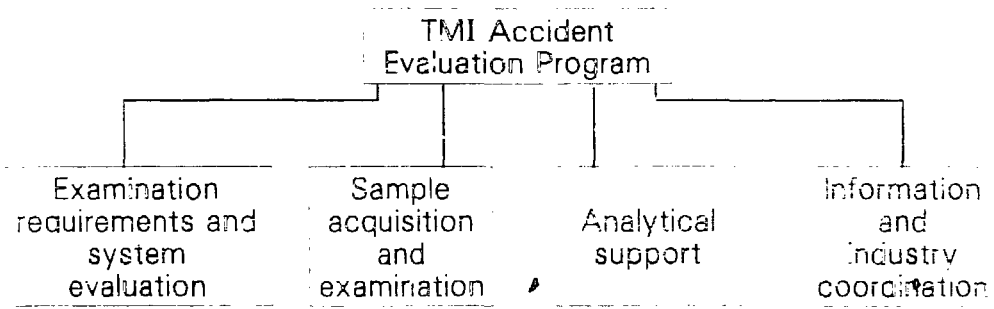 TMI Accident
Evaluation Program
Examination
requirements and
system
evaluation
Sample
acquisition
and
examination
Analytical
support
Information
and
industry
coordination